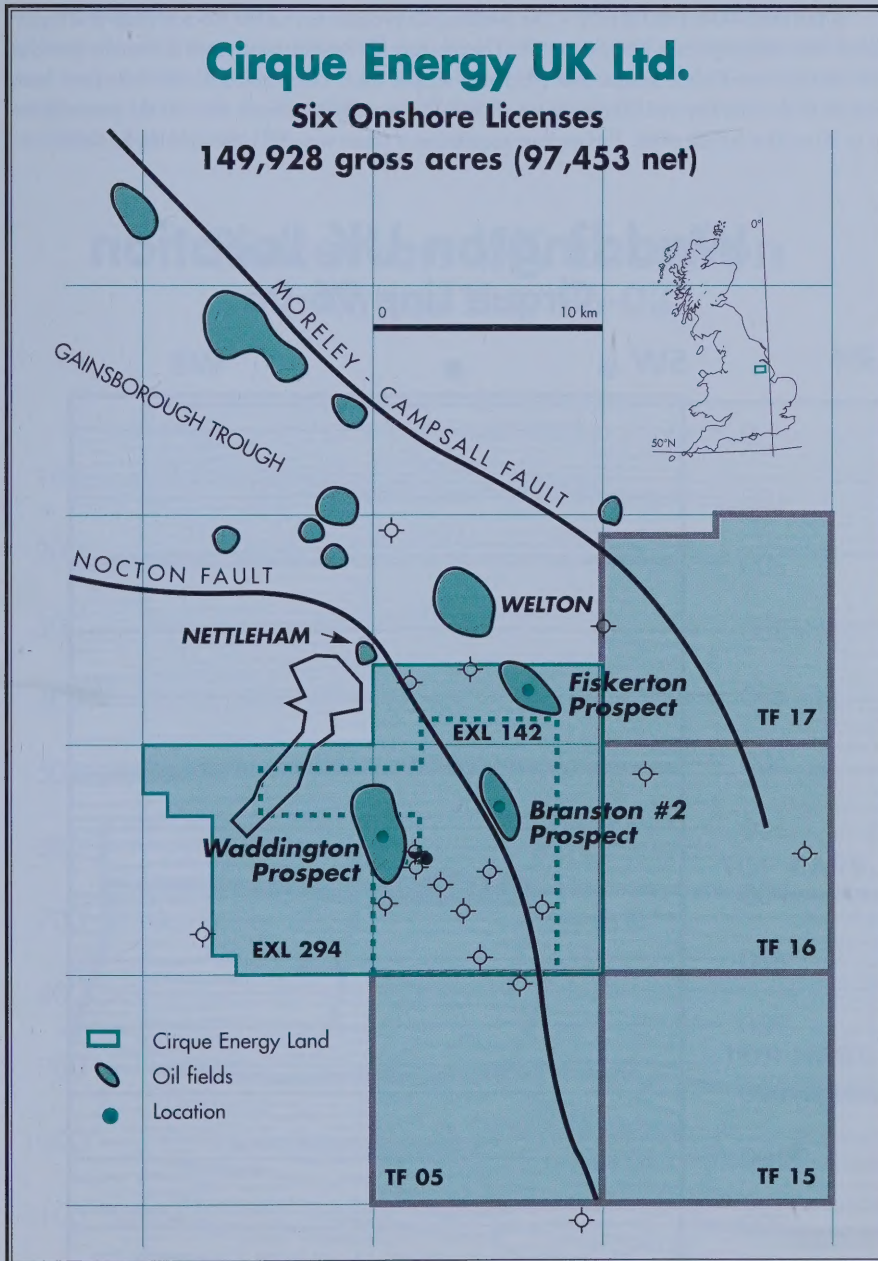 Cirque Energy UK Ltd.
Six Onshore Licenses
149,928 gross acres (97,453 net)
0°
50°N
0
10 km
MORELEY - CAMPSALL FAULT
GAINSBOROUGH TROUGH
NOCTON FAULT
WELTON
NETTLEHAM
Fiskerton
Prospect
TF 17
EXL 142
Branston #2
Prospect
Waddington
Prospect
EXL 294
TF 16
Cirque Energy Land
Oil fields
Location
TF 05
TF 15